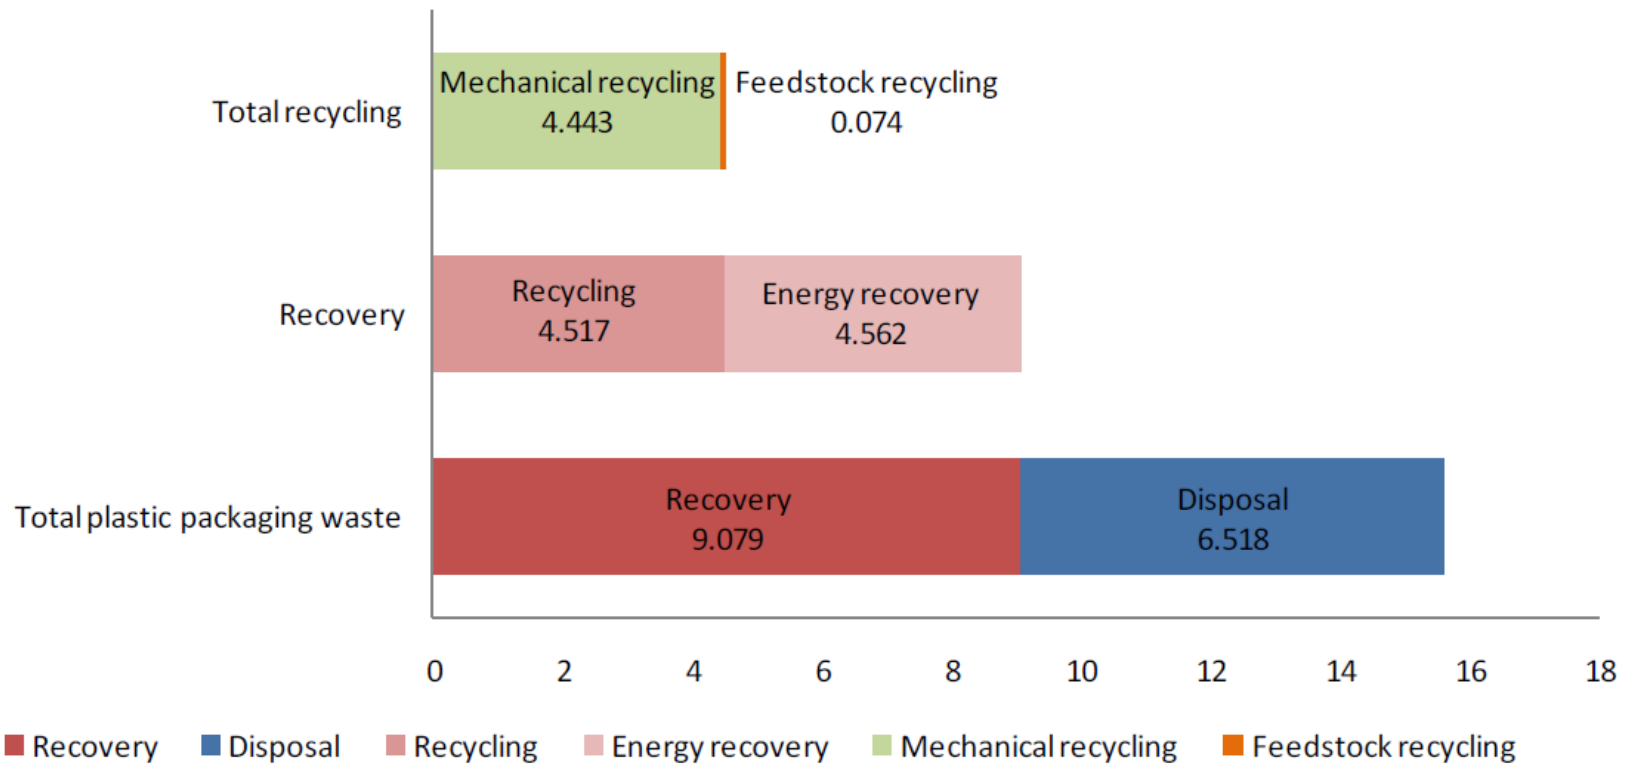 Mechanical recycling Feedstock recycling
Total recycling
4.443 0.074
Recycling Energy recovery
Recovery
4.517 4.562
Recovery Disposal
Total plastic packaging waste
9.079 6.518
0 2 4 6 8 10 12 14 16 18
Recovery Disposal Recycling Energy recovery Mechanical recycling Feedstock recycling